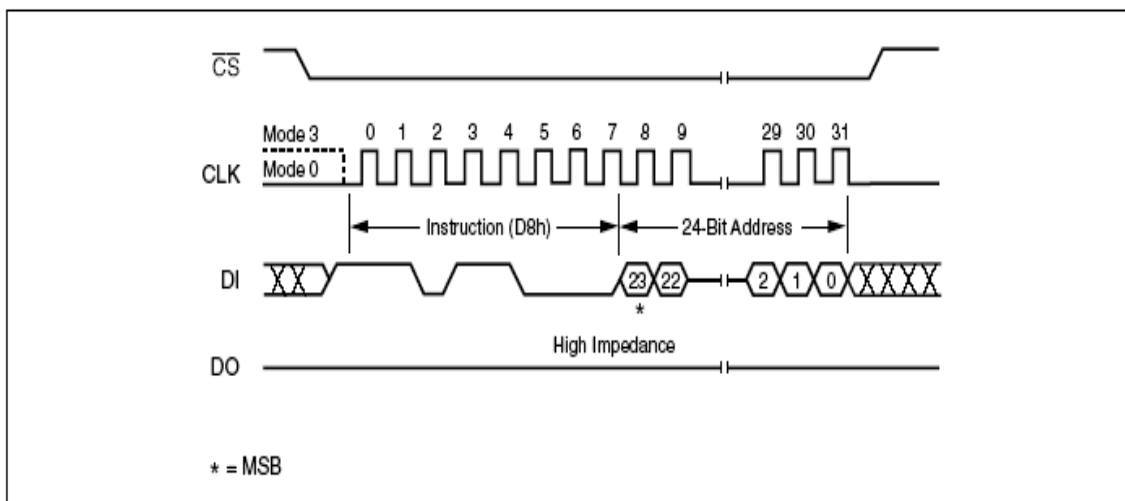 CS
Mode 3
0 1 2 3 4 5 6 7 8 9 29 30 31
CLK
Mode 0
Instruction (D8h)
24-Bit Address
DI
23 22 2 1 0
*
High Impedance
DO
* = MSB